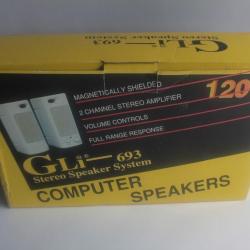 GLi-693
Stereo Speaker System
MAGNETICALLY SHIELDED
2 CHANNEL STEREO AMPLIFIER
120
VOLUME CONTROLS
FULL RANGE RESPONSE
GLi-693
Stereo Speaker System
COMPUTER SPEAKERS